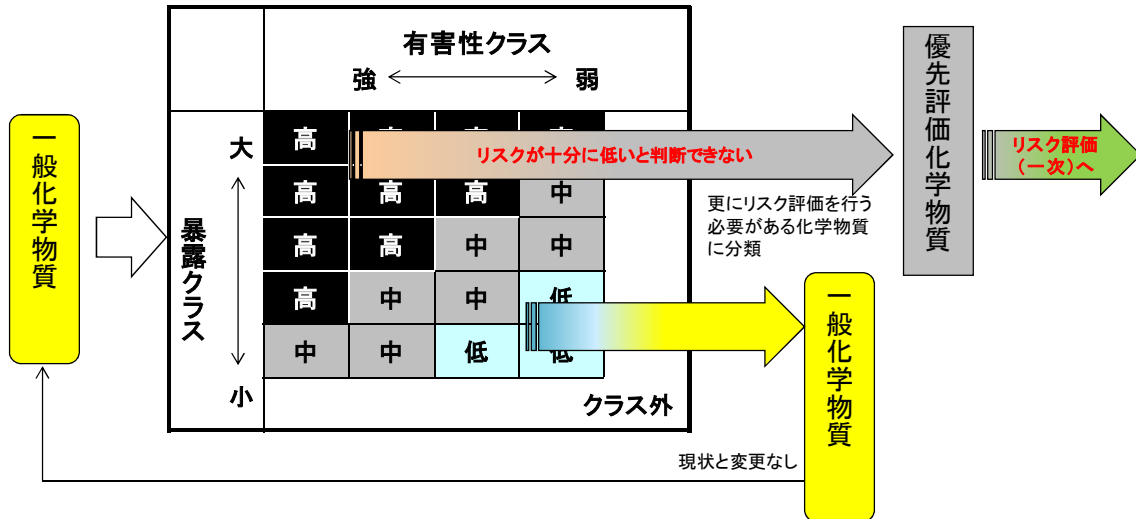 有害性クラス
強 弱
一般化学物質
暴露クラス
大
小
高 高 高 高
リスクが十分に低いと判断できない
高 高 高 中
高 高 中 中
高 中 中 低
中 中 低 低
クラス外
更にリスク評価を行う
必要がある化学物質
に分類
優先評価化学物質
リスク評価
(一次)へ
一般化学物質
現状と変更なし